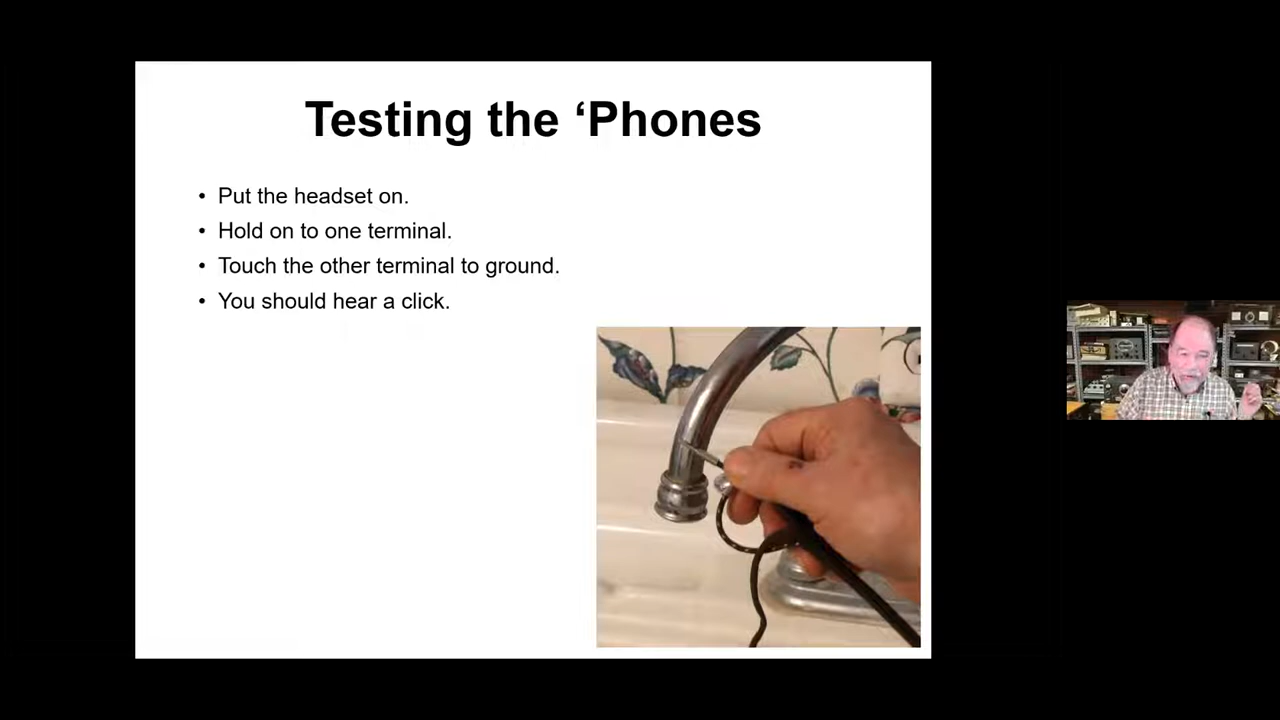 Testing the ‘Phones
• Put the headset on.
• Hold on to one terminal.
• Touch the other terminal to ground.
• You should hear a click.